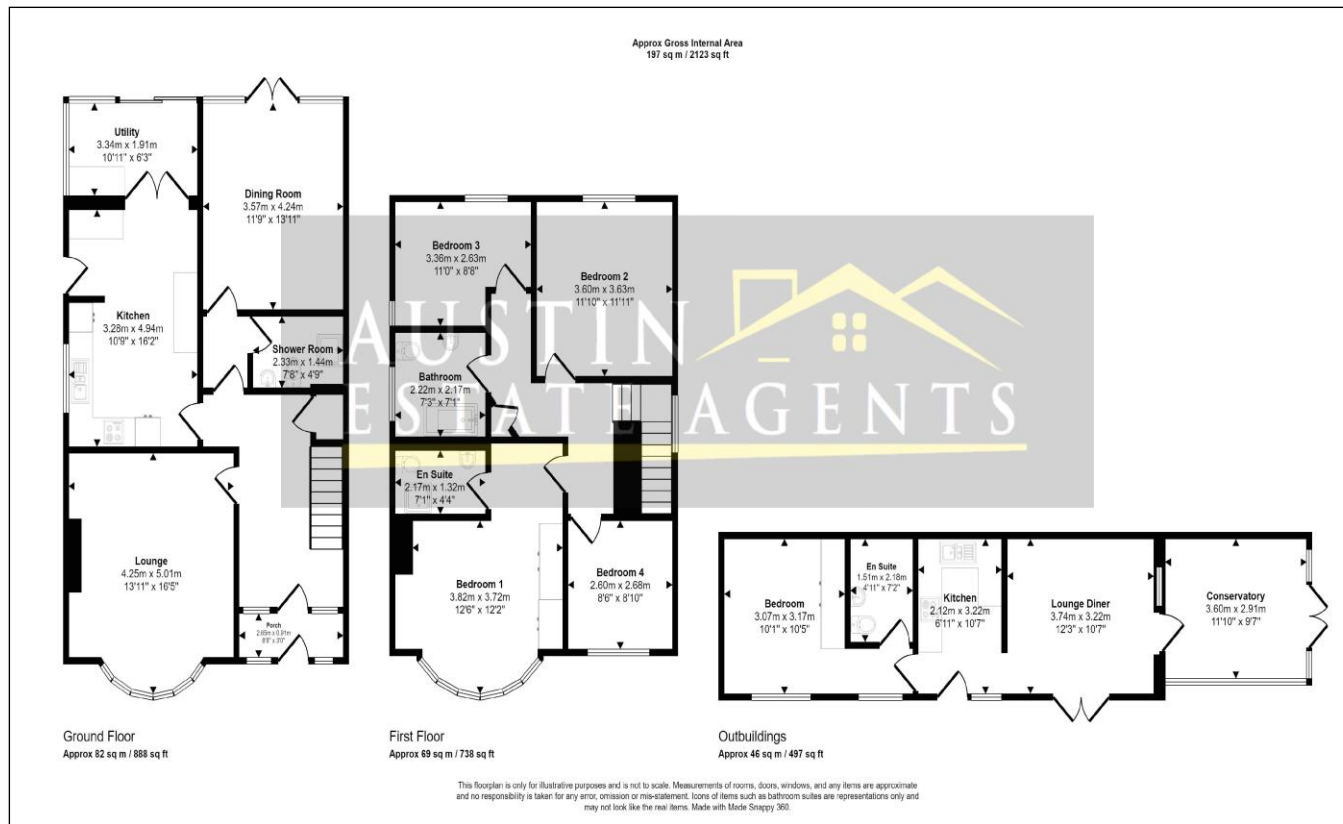 Approx Gross Internal Area
197 sq m / 2123 sq ft
Utility
3.34m x 1.91m
10'11" x 6'3"
Dining Room
3.57m x 4.24m
11'9" x 13'11"
Kitchen
3.28m x 4.94m
10'9" x 16'2"
Shower Room
2.33m x 1.44m
7'8" x 4'9"
Lounge
4.25m x 5.01m
13'11" x 16'5"
Porch
2.65m x 0.91m
8'8" x 3'0"
Ground Floor
Approx 82 sq m / 888 sq ft
Bedroom 3
3.36m x 2.63m
11'0" x 8'8"
Bedroom 2
3.60m x 3.63m
11'10" x 11'11"
Bathroom
2.22m x 2.17m
7'3" x 7'1"
En Suite
2.17m x 1.32m
7'1" x 4'4"
Bedroom 1
3.82m x 3.72m
12'6" x 12'2"
Bedroom 4
2.60m x 2.68m
8'6" x 8'10"
First Floor
Approx 69 sq m / 738 sq ft
AUSTIN
ESTATE AGENTS
Bedroom
3.07m x 3.17m
10'1" x 10'5"
En Suite
1.51m x 2.18m
4'11" x 7'2"
Kitchen
2.12m x 3.22m
6'11" x 10'7"
Lounge Diner
3.74m x 3.22m
12'3" x 10'7"
Conservatory
3.60m x 2.91m
11'10" x 9'7"
Outbuildings
Approx 46 sq m / 497 sq ft
This floorplan is only for illustrative purposes and is not to scale. Measurements of rooms, doors, windows, and any items are approximate
and no responsibility is taken for any error, omission or mis-statement. Icons of items such as bathroom suites are representations only and
may not look like the real items. Made with Made Snappy 360.